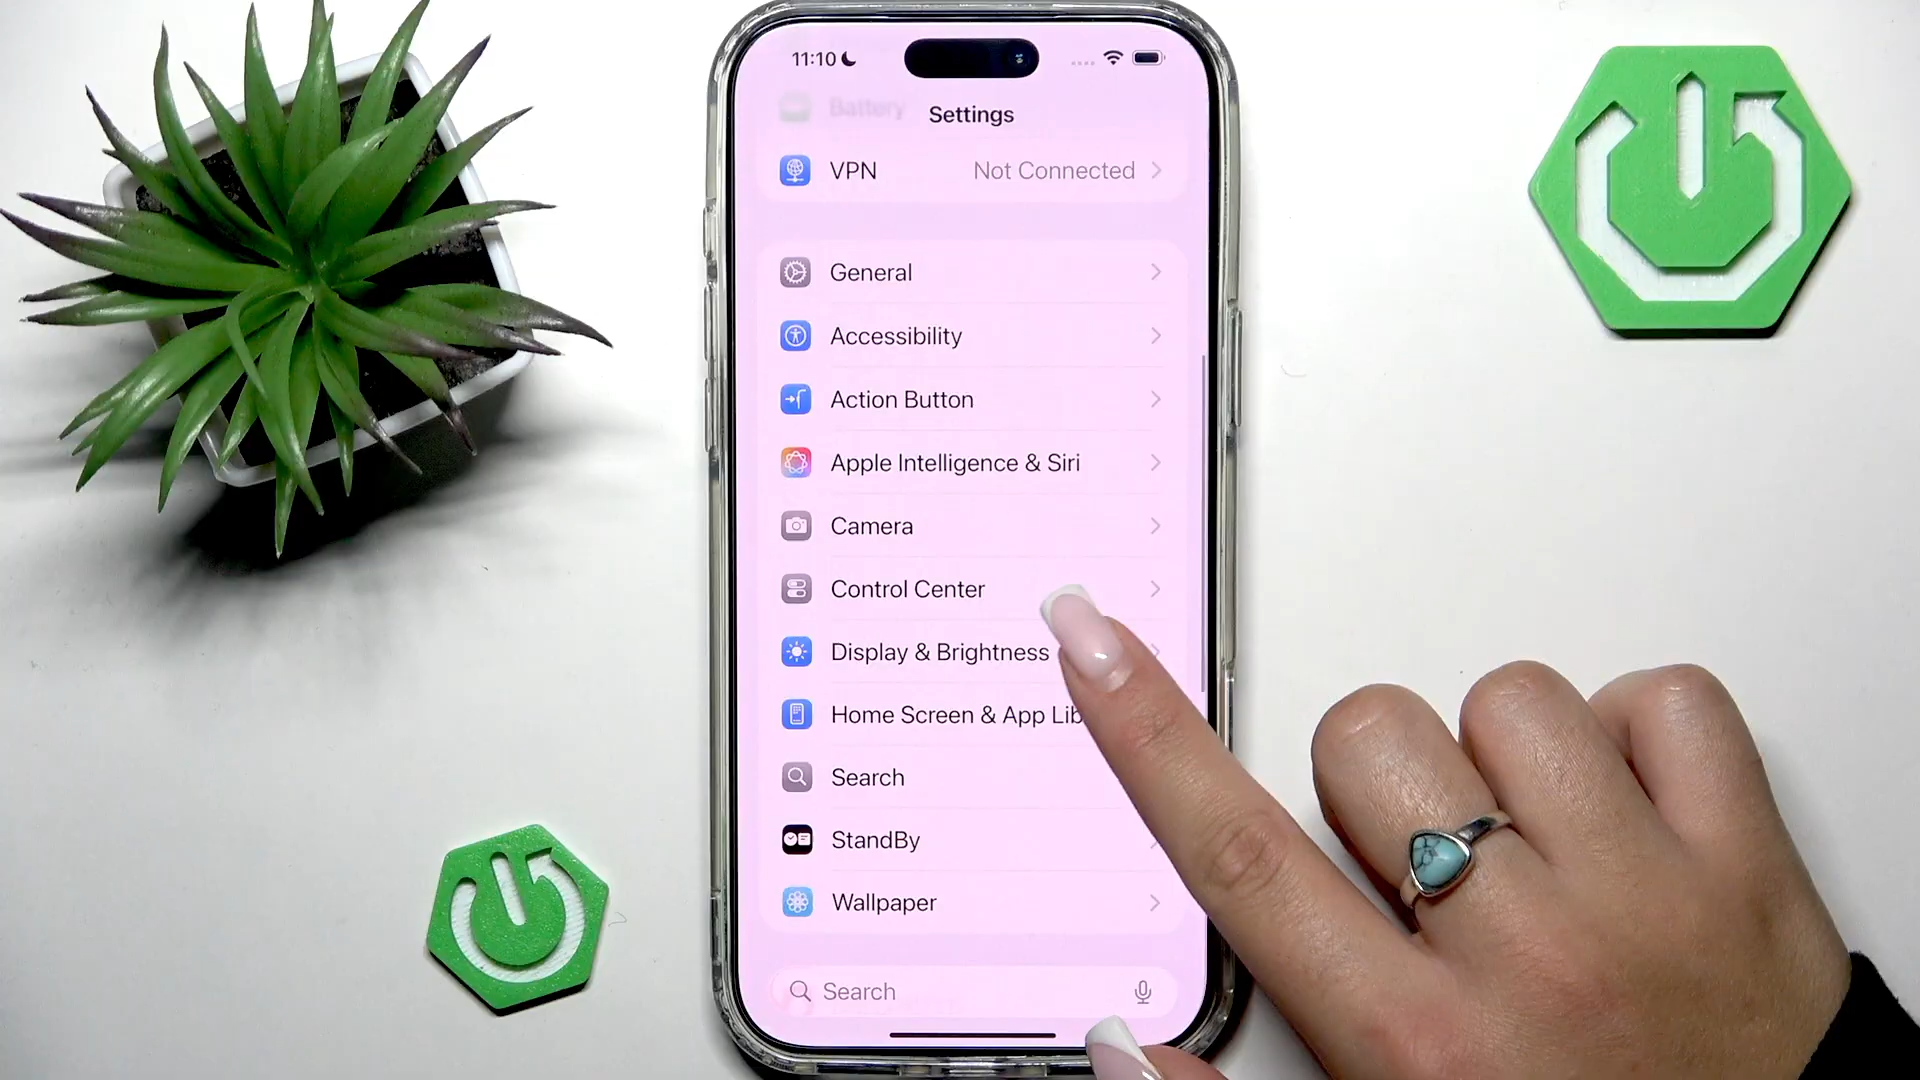 11:10
Battery
Settings
VPN Not Connected
General
Accessibility
Action Button
Apple Intelligence & Siri
Camera
Control Center
Display & Brightness
Home Screen & App Lib
Search
StandBy
Wallpaper
Search